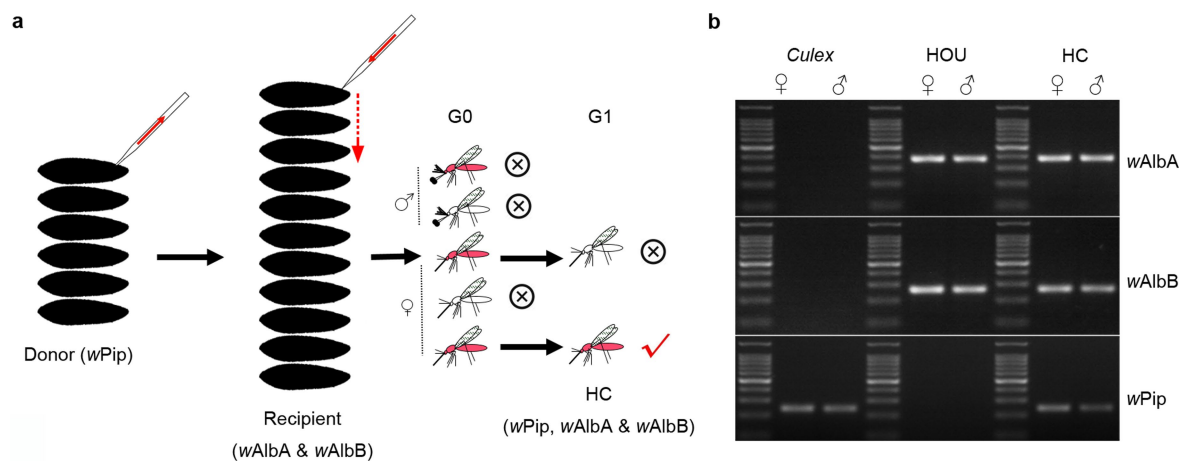 a
Donor (wPip)
Recipient
(wAlbA & wAlbB)
G0
G1
♂
♀
HC
(wPip, wAlbA & wAlbB)
b
Culex
HOU
HC
♀ ♂ ♀ ♂ ♀ ♂
wAlbA
wAlbB
wPip